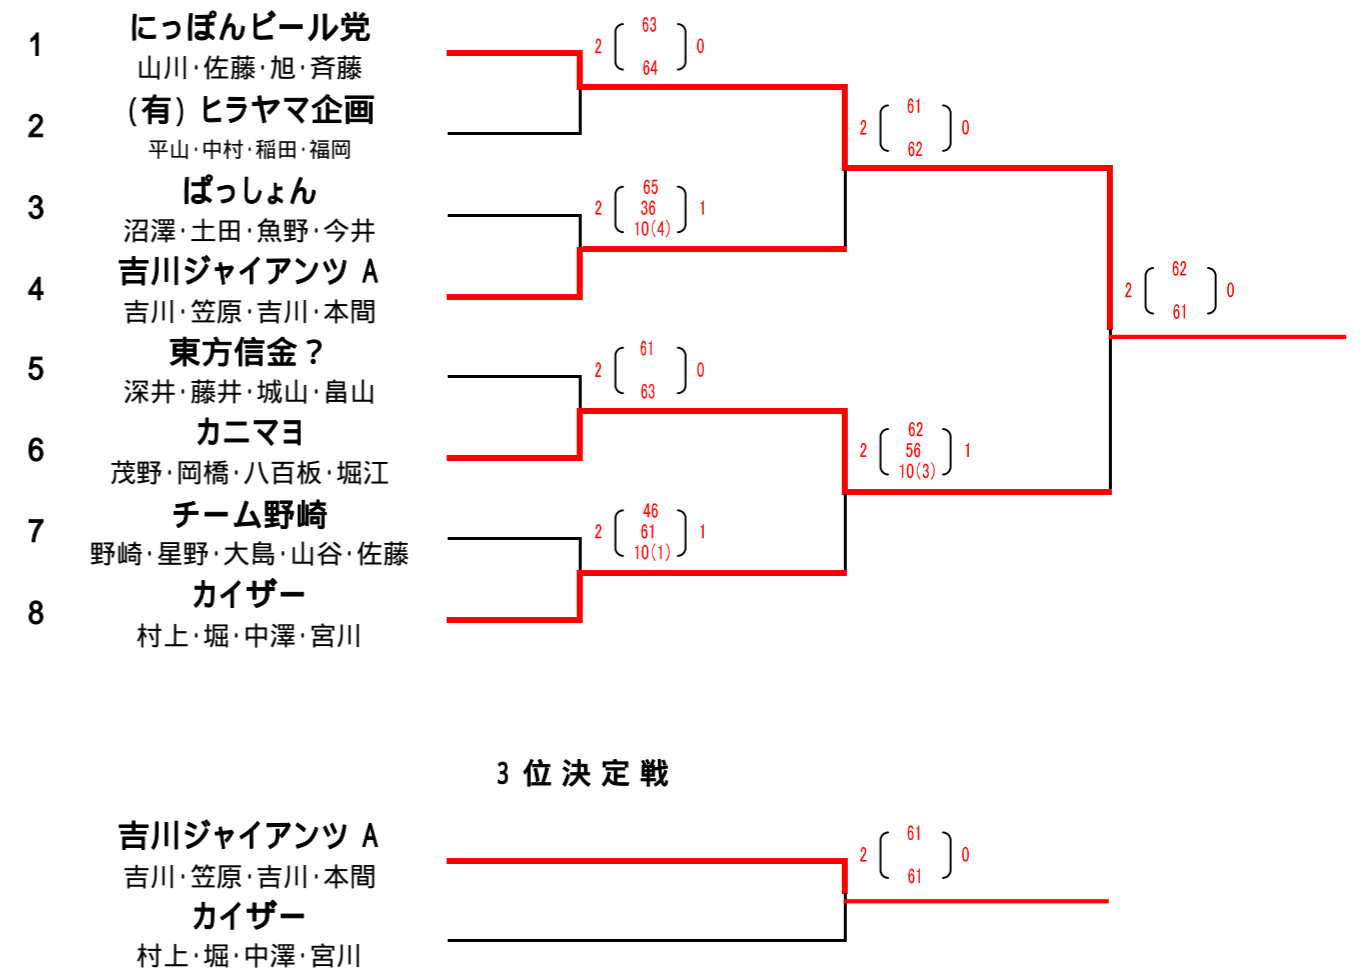 1
にっぽんビール党
山川・佐藤・旭・斉藤
2
(有) ヒラヤマ企画
平山・中村・稲田・福岡
3
ぱっしょん
沼澤・土田・魚野・今井
4
吉川ジャイアンツ A
吉川・笠原・吉川・本間
5
東方信金？
深井・藤井・城山・畠山
6
カニマヨ
茂野・岡橋・八百板・堀江
7
チーム野崎
野崎・星野・大島・山谷・佐藤
8
カイザー
村上・堀・中澤・宮川
63
2 0
64
65
2 36 1
10(4)
61
2 0
63
46
2 61 1
10(1)
61
2 0
62
62
2 56 1
10(3)
62
2 0
61
3 位 決 定 戦
吉川ジャイアンツ A
吉川・笠原・吉川・本間
カイザー
村上・堀・中澤・宮川
61
2 0
61